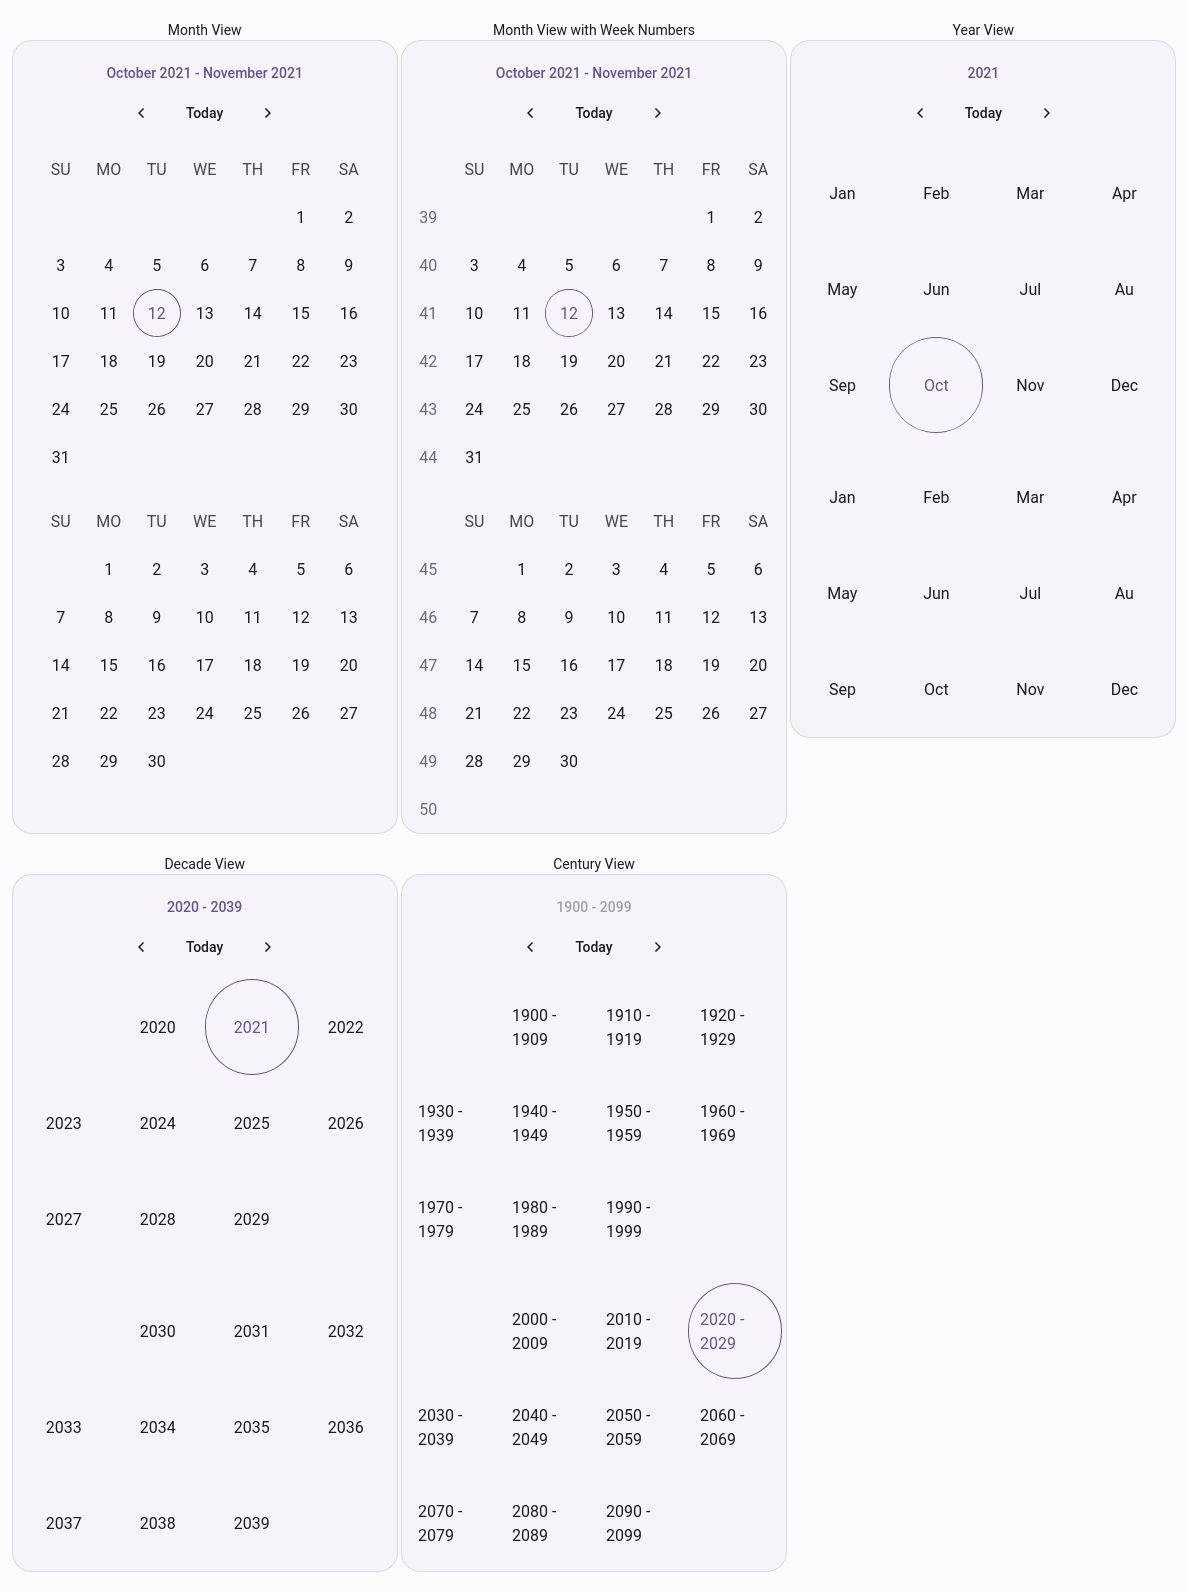 Month View
October 2021 - November 2021
Today
SU MO TU WE TH FR SA
1 2
3 4 5 6 7 8 9
10 11 12 13 14 15 16
17 18 19 20 21 22 23
24 25 26 27 28 29 30
31
SU MO TU WE TH FR SA
1 2 3 4 5 6
7 8 9 10 11 12 13
14 15 16 17 18 19 20
21 22 23 24 25 26 27
28 29 30
Month View with Week Numbers
October 2021 - November 2021
Today
SU MO TU WE TH FR SA
39 1 2
40 3 4 5 6 7 8 9
41 10 11 12 13 14 15 16
42 17 18 19 20 21 22 23
43 24 25 26 27 28 29 30
44 31
SU MO TU WE TH FR SA
45 1 2 3 4 5 6
46 7 8 9 10 11 12 13
47 14 15 16 17 18 19 20
48 21 22 23 24 25 26 27
49 28 29 30
50
Year View
2021
Today
Jan Feb Mar Apr
May Jun Jul Au
Sep Oct Nov Dec
Jan Feb Mar Apr
May Jun Jul Au
Sep Oct Nov Dec
Decade View
2020 - 2039
Today
2020 2021 2022
2023 2024 2025 2026
2027 2028 2029
2030 2031 2032
2033 2034 2035 2036
2037 2038 2039
Century View
1900 - 2099
Today
1900 - 1910 - 1920 -
1909 1919 1929
1930 - 1940 - 1950 - 1960 -
1939 1949 1959 1969
1970 - 1980 - 1990 -
1979 1989 1999
2000 - 2010 - 2020 -
2009 2019 2029
2030 - 2040 - 2050 - 2060 -
2039 2049 2059 2069
2070 - 2080 - 2090 -
2079 2089 2099